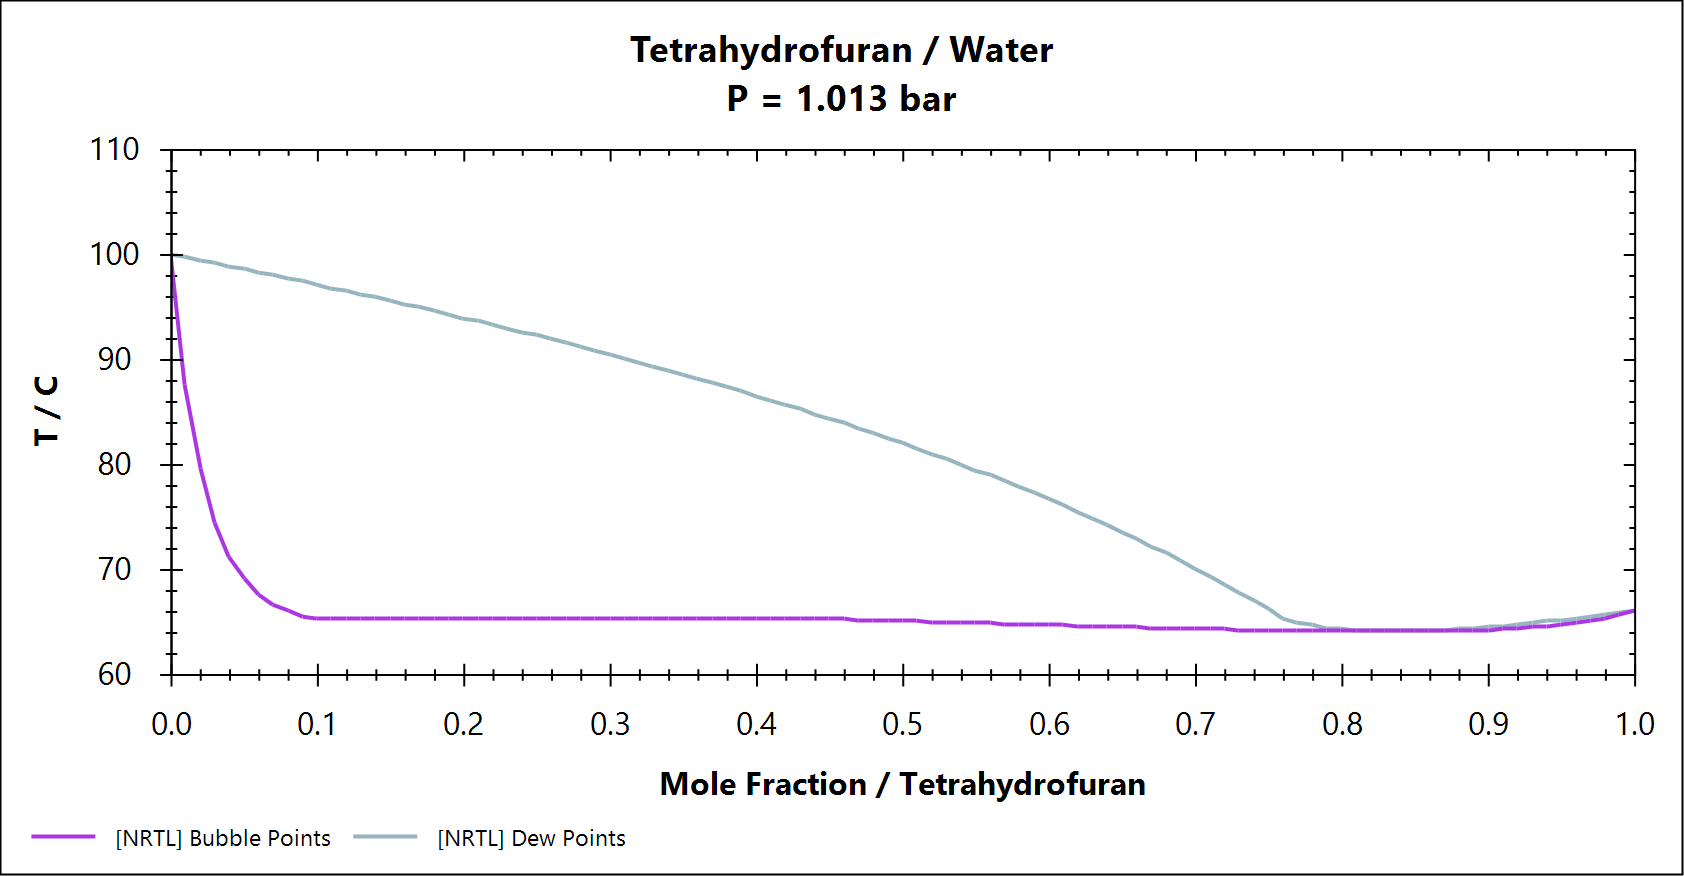 Tetrahydrofuran / Water
P = 1.013 bar
110
100
90
80
70
60
T / C
0.0 0.1 0.2 0.3 0.4 0.5 0.6 0.7 0.8 0.9 1.0
Mole Fraction / Tetrahydrofuran
[NRTL] Bubble Points [NRTL] Dew Points